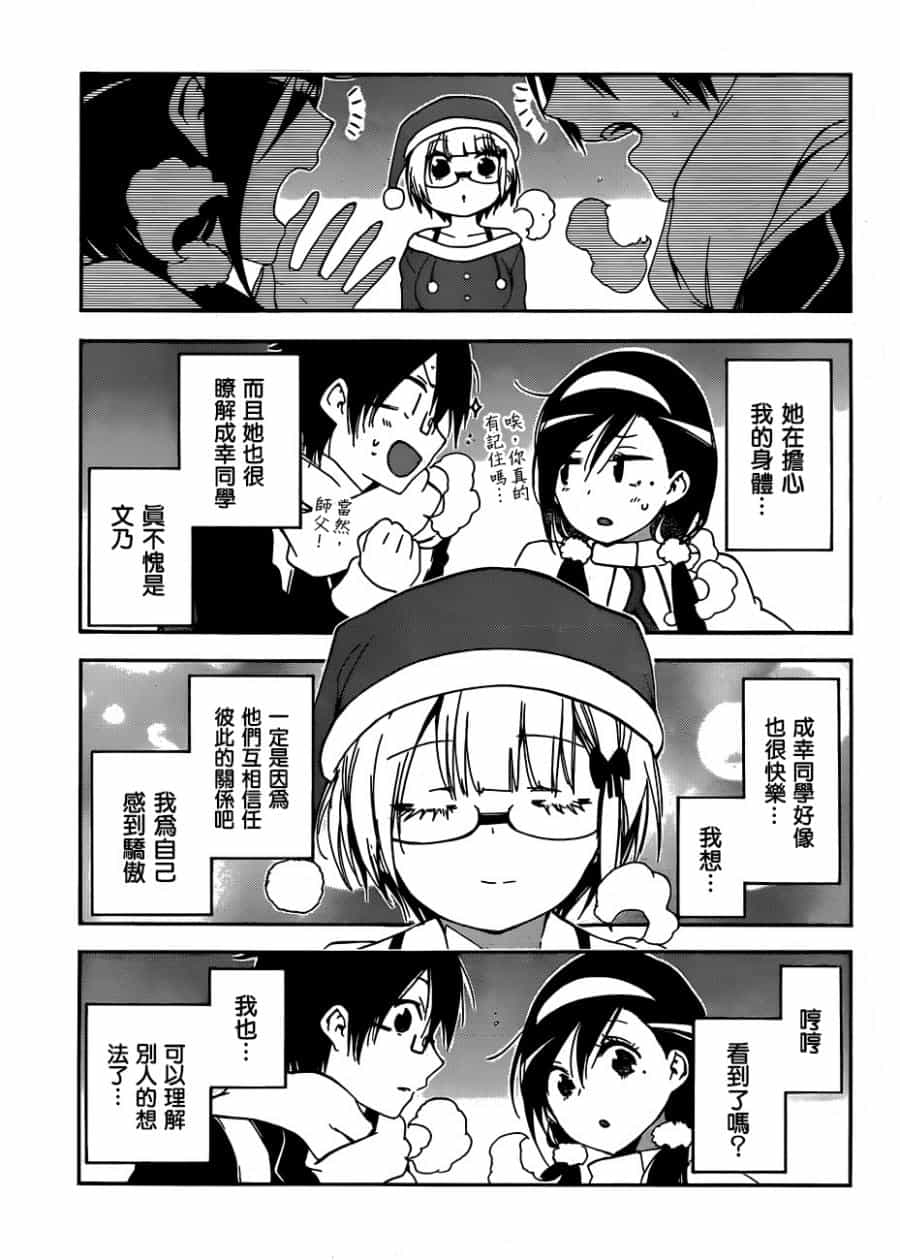 她在擔心
我的身體…
唉，你真的
有記住嗎…
當然，
師父！
而且她也很
瞭解成幸同學
真不愧是
文乃
成幸同學好像
也很快樂…
我想…
一定是因為
他們互相信任
彼此的關係吧
我為自己
感到驕傲
哼哼
看到了嗎？
我也…
可以理解
別人的想
法了…